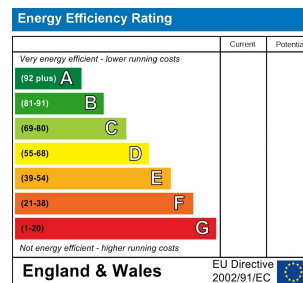 Energy Efficiency Rating
Current Potentia
Very energy efficient - lower running costs
(92 plus) A
(81-91) B
(69-80) C
(55-68) D
(39-54) E
(21-38) F
(1-20) G
Not energy efficient - higher running costs
England & Wales
EU Directive
2002/91/EC